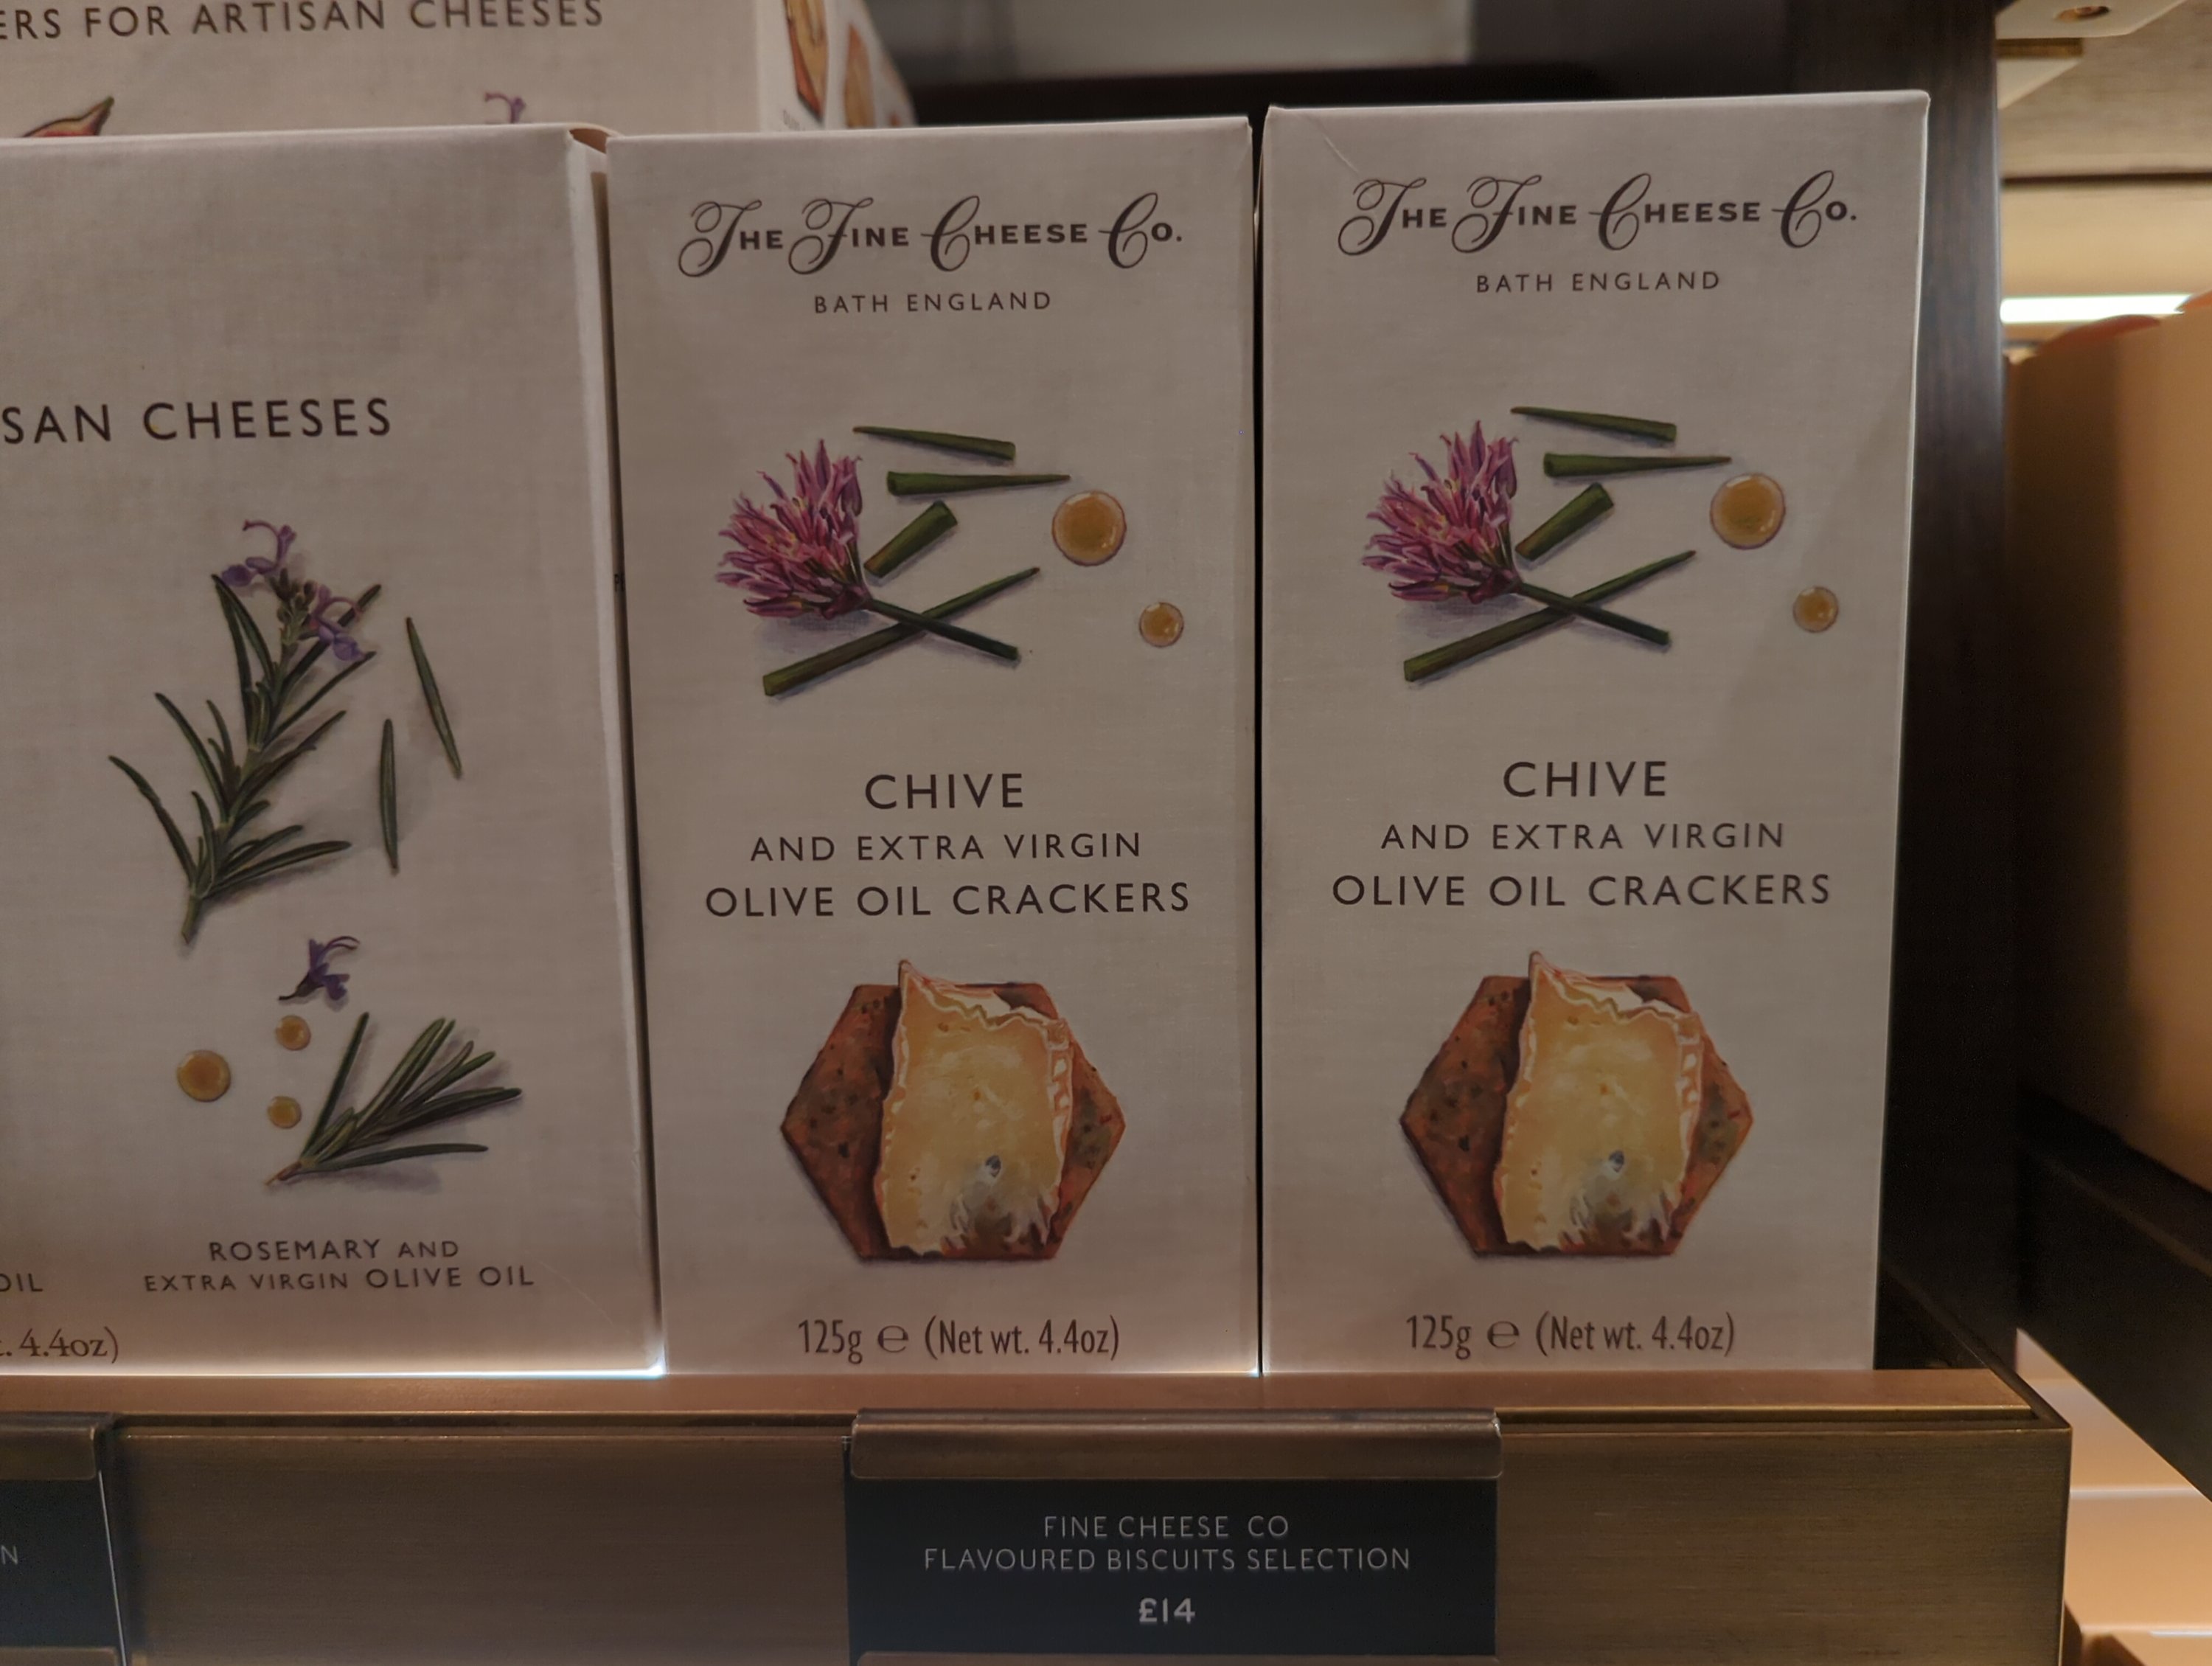 FOR ARTISAN CHEESES
CHEESES
ROSEMARY AND
EXTRA VIRGIN OLIVE OIL
OIL
4.4oz)
THE FINE CHEESE CO.
BATH ENGLAND
CHIVE
AND EXTRA VIRGIN
OLIVE OIL CRACKERS
125g ℮ (Net wt. 4.4oz)
THE FINE CHEESE CO.
BATH ENGLAND
CHIVE
AND EXTRA VIRGIN
OLIVE OIL CRACKERS
125g ℮ (Net wt. 4.4oz)
FINE CHEESE CO
FLAVOURED BISCUITS SELECTION
£14